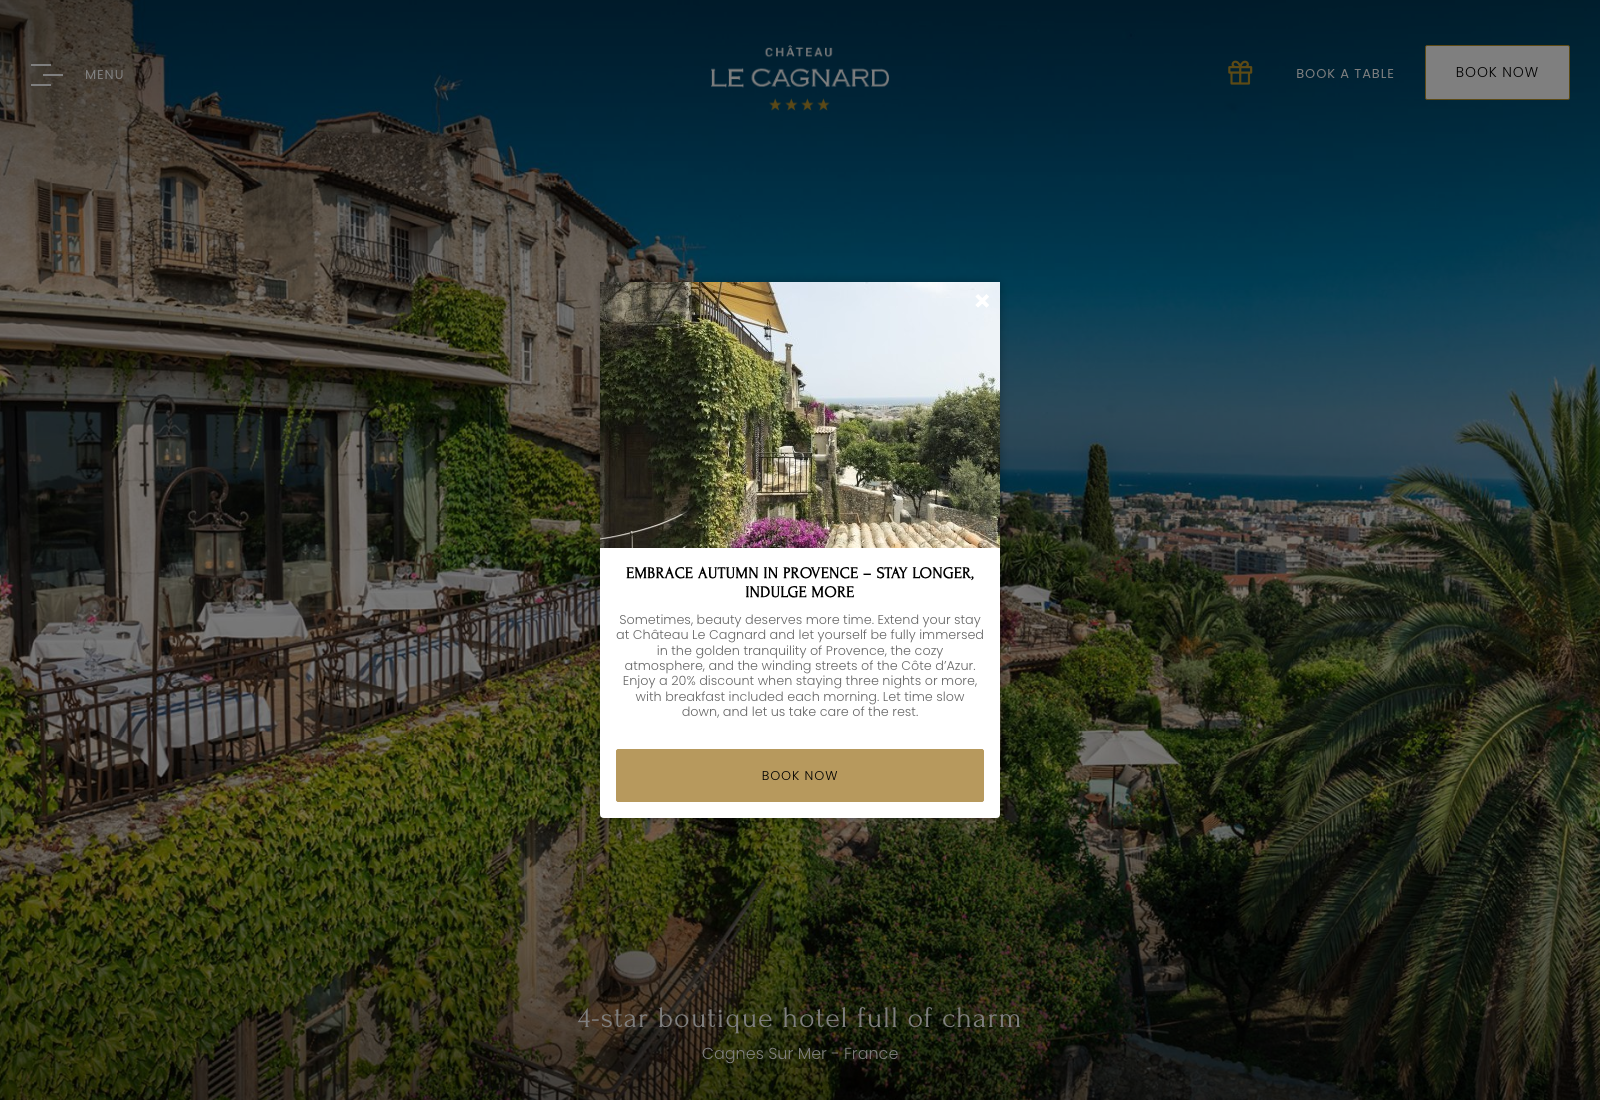 MENU
CHÂTEAU
LE CAGNARD
BOOK A TABLE
BOOK NOW
EMBRACE AUTUMN IN PROVENCE – STAY LONGER,
INDULGE MORE
Sometimes, beauty deserves more time. Extend your stay
at Château Le Cagnard and let yourself be fully immersed
in the golden tranquility of Provence, the cozy
atmosphere, and the winding streets of the Côte d’Azur.
Enjoy a 20% discount when staying three nights or more,
with breakfast included each morning. Let time slow
down, and let us take care of the rest.
BOOK NOW
4-star boutique hotel full of charm
Cagnes Sur Mer - France